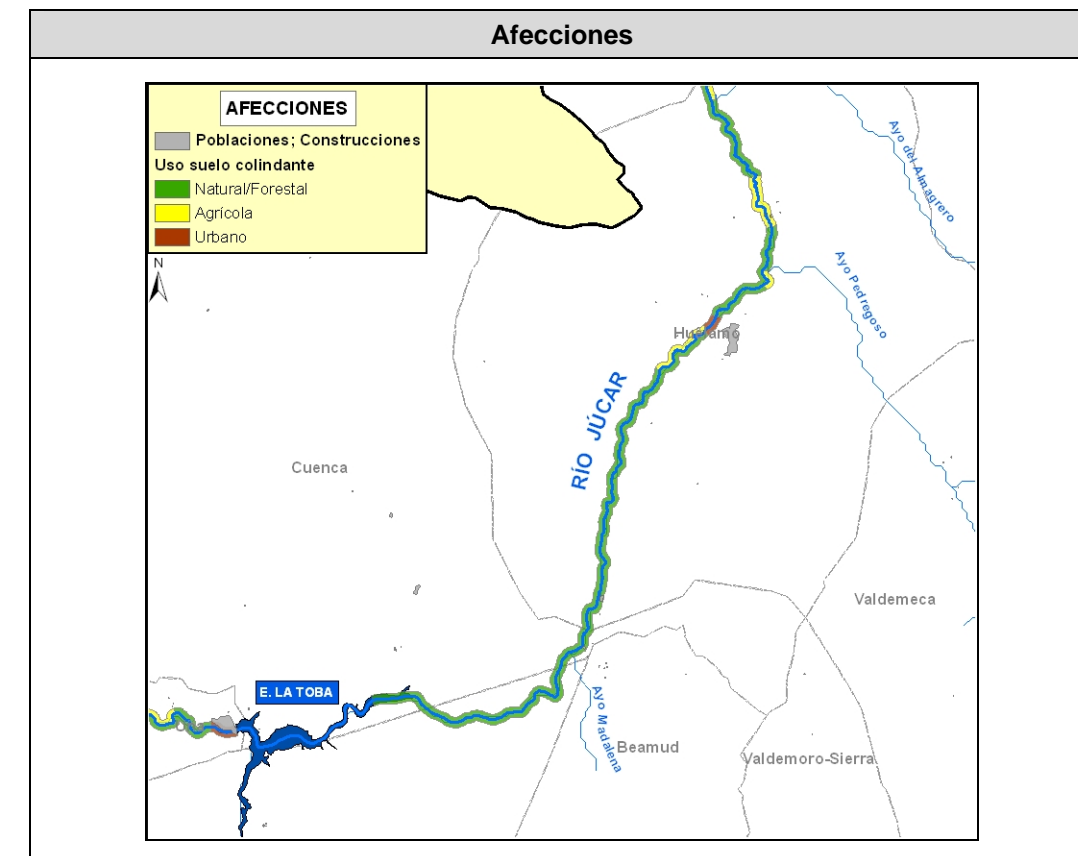 Afecciones
AFECCIONES
Poblaciones; Construcciones
Uso suelo colindante
Natural/Forestal
Agrícola
Urbano
N
Ayo del Almagrero
Ayo Pedregoso
Huélamo
RÍO JÚCAR
Cuenca
Valdemeca
E. LA TOBA
Ayo Madalena
Beamud
Valdemoro-Sierra